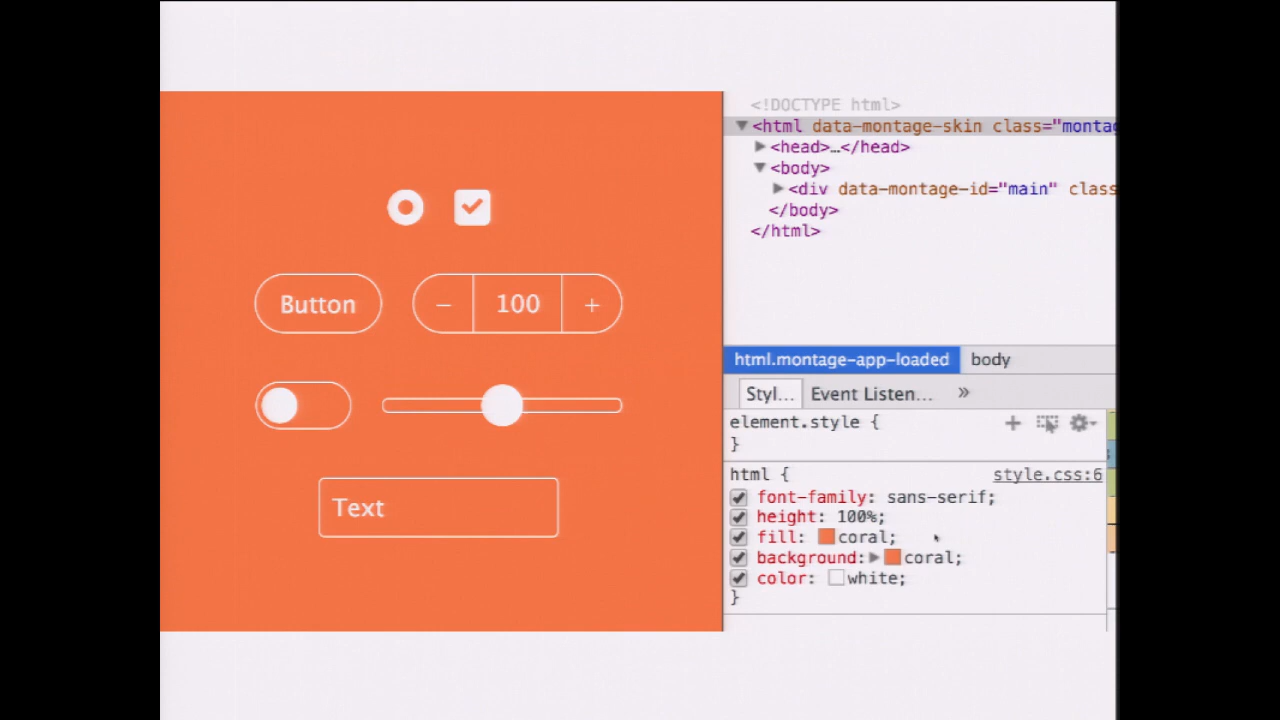 Button
− 100 +
Text
<!DOCTYPE html>
▼<html data-montage-skin class="monta
▶<head>…</head>
▼<body>
▶<div data-montage-id="main" class
</body>
</html>
html.montage-app-loaded body
Styl… Event Listen… »
element.style {
}
html { style.css:6
font-family: sans-serif;
height: 100%;
fill: coral;
background:▶ coral;
color: white;
}